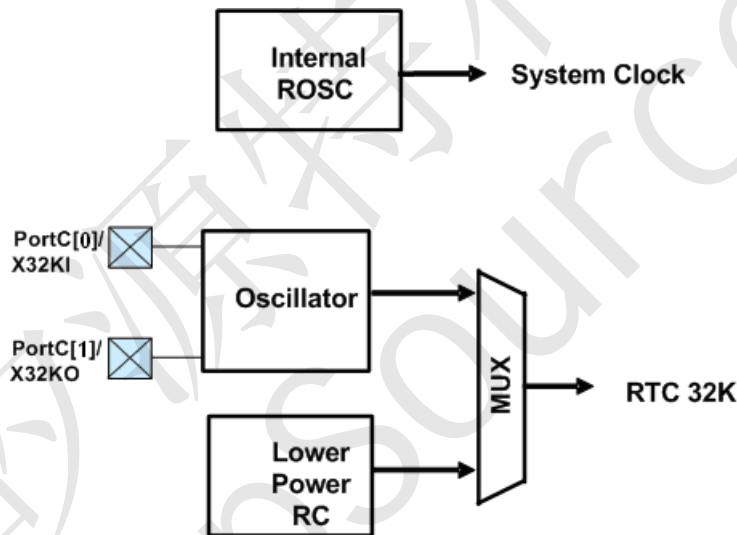 Internal
ROSC
System Clock
PortC[0]/
X32KI
Oscillator
PortC[1]/
X32KO
MUX
RTC 32K
Lower
Power
RC